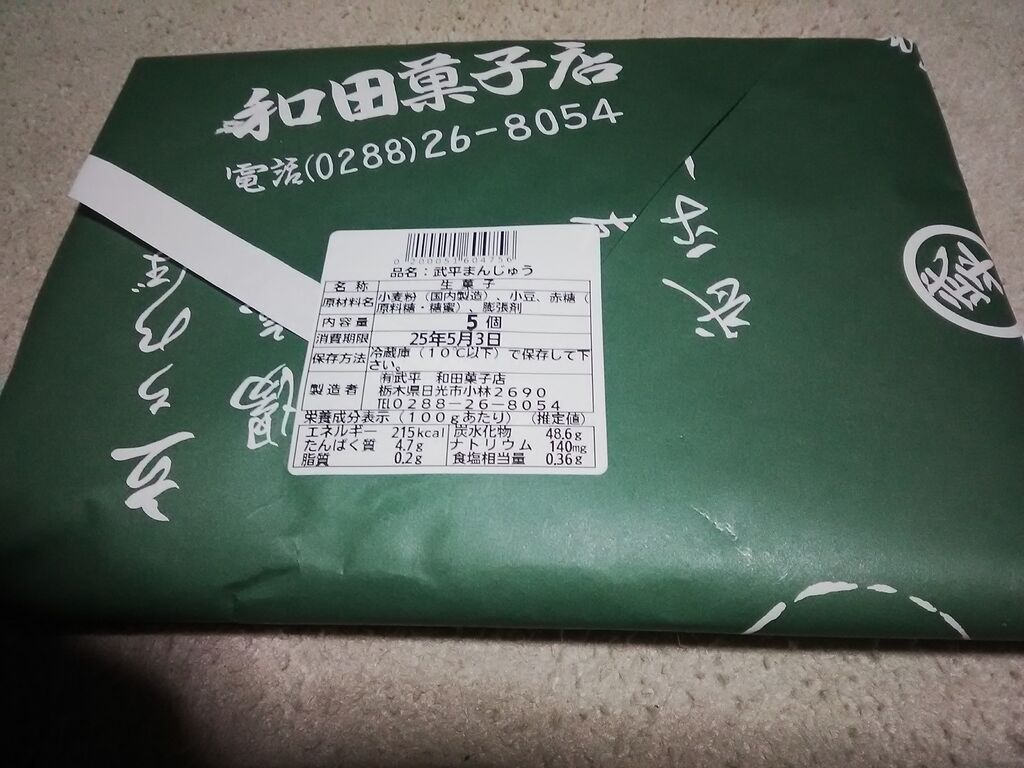 和田菓子店
電話(0288)26-8054
0 200051 604756
品名:武平まんじゅう
名称 生菓子
原材料名 小麦粉(国内製造)、小豆、赤糖(
原料糖・糖蜜)、膨張剤
内容量 5個
消費期限 25年5月3日
保存方法 冷蔵庫(10℃以下)で保存して下
さい。
製造者 ㈲武平 和田菓子店
栃木県日光市小林2690
℡0288-26-8054
栄養成分表示(100gあたり)(推定値)
エネルギー 215kcal 炭水化物 48.6g
たんぱく質 4.7g ナトリウム 140mg
脂質 0.2g 食塩相当量 0.36g